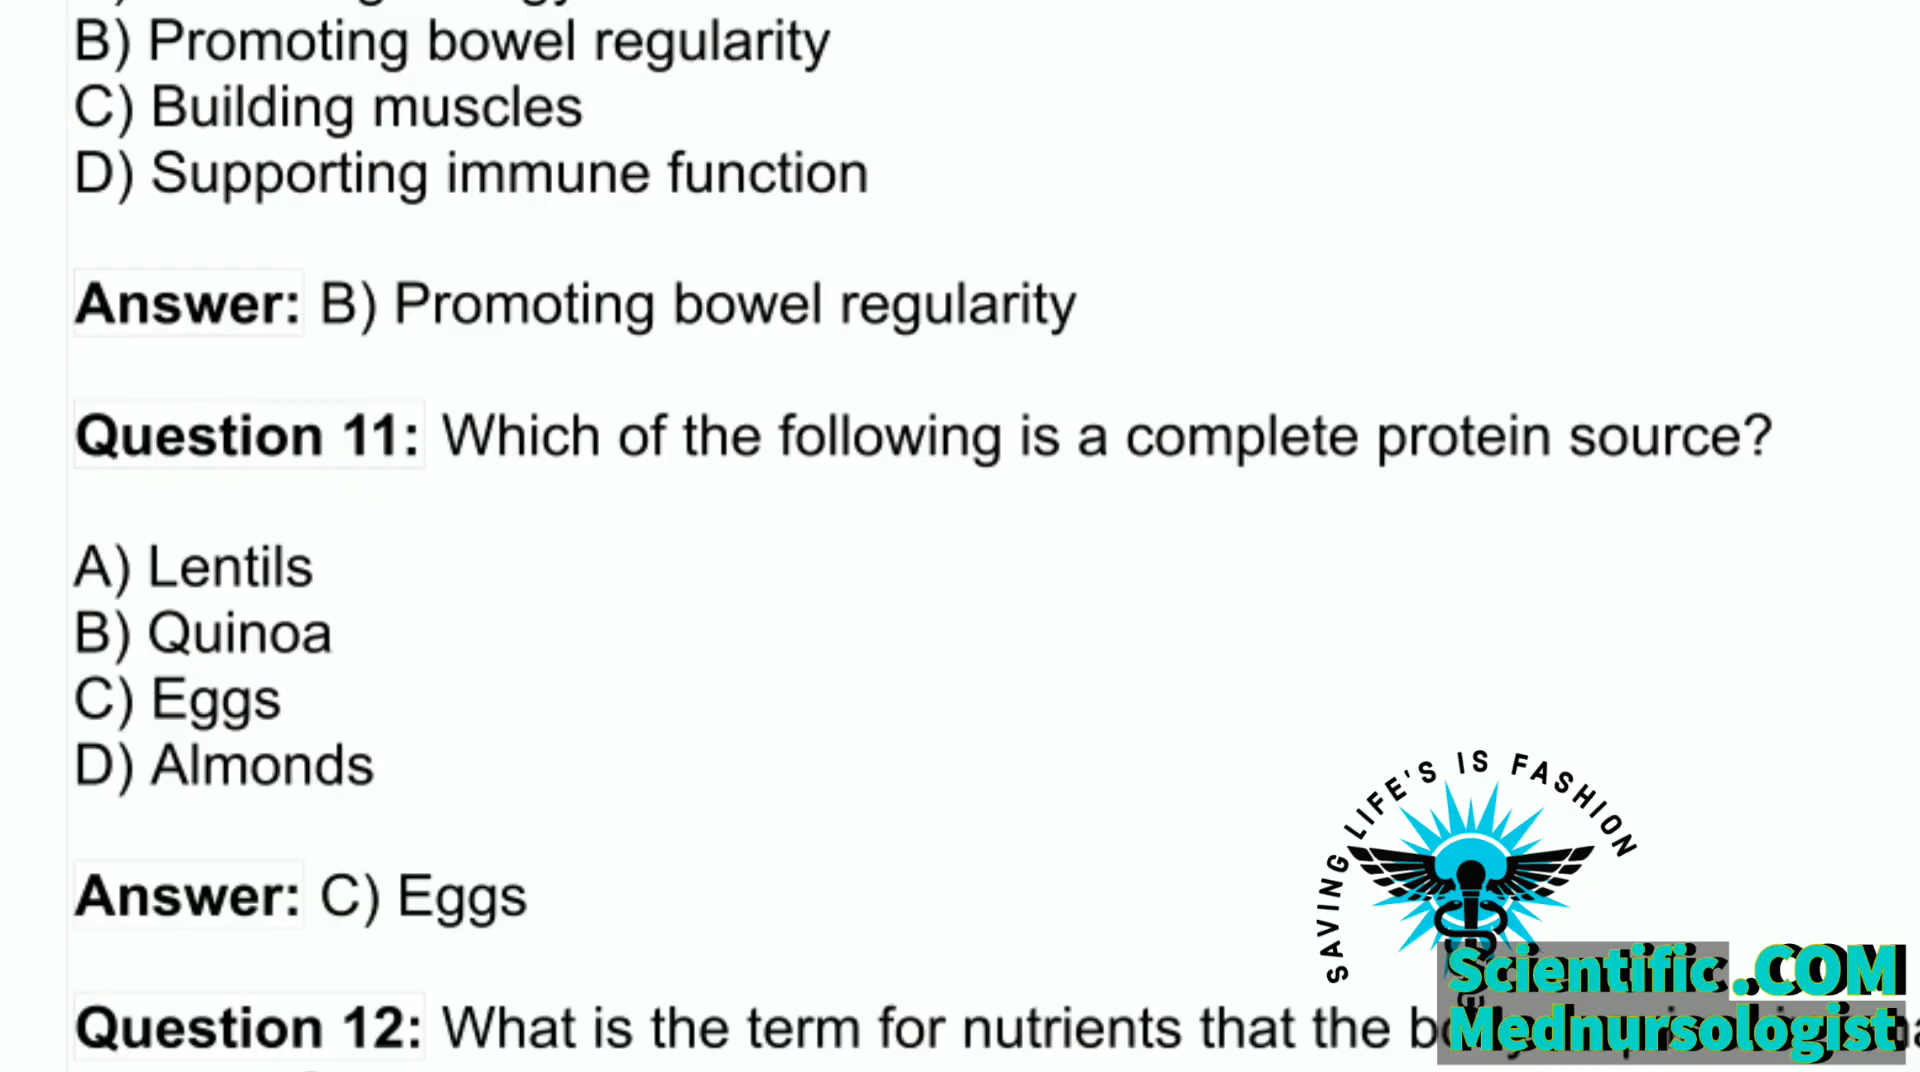 B) Promoting bowel regularity
C) Building muscles
D) Supporting immune function
Answer: B) Promoting bowel regularity
Question 11: Which of the following is a complete protein source?
A) Lentils
B) Quinoa
C) Eggs
D) Almonds
Answer: C) Eggs
SAVING LIFE'S IS FASHION
Scientific .COM
Mednursologist
Question 12: What is the term for nutrients that the